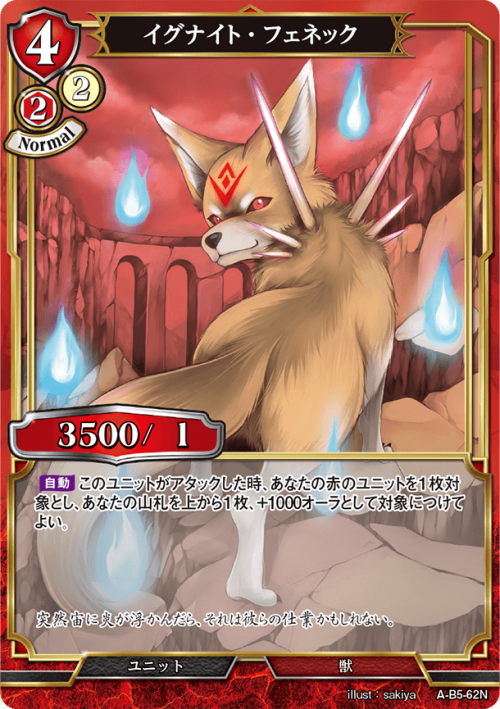 4
イグナイト・フェネック
2
2
Normal
3500/ 1
自動 このユニットがアタックした時、あなたの赤のユニットを1枚対
象とし、あなたの山札を上から1枚、+1000オーラとして対象につけて
よい。
突然宙に炎が浮かんだら、それは彼らの仕業かもしれない。
ユニット
獣
illust : sakiya
A-B5-62N